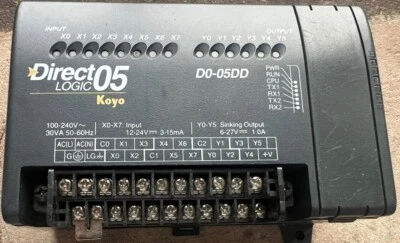 INPUT OUTPUT
X0 X1 X2 X3 X4 X5 X6 X7 Y0 Y1 Y2 Y3 Y4 Y5
Direct 05
LOGIC
Koyo
D0-05DD
PWR
RUN
CPU
TX1
RX1
TX2
RX2
100-240V~ X0-X7: Input Y0-Y5: Sinking Output
30VA 50-60Hz 12-24V 3-15mA 6-27V 1.0A
AC(L) AC(N) C0 X1 X3 X4 X6 C2 Y1 Y3 Y5
G LG X0 X2 C1 X5 X7 Y0 Y2 Y4 +V